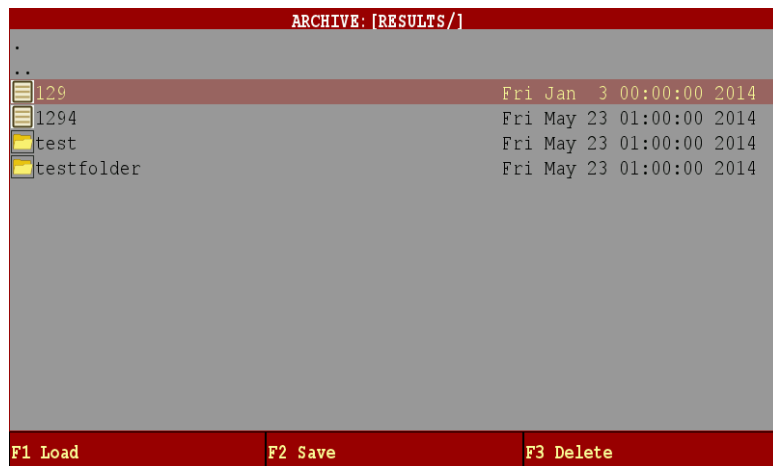 ARCHIVE:[RESULTS/]
.
..
129 Fri Jan  3 00:00:00 2014
1294 Fri May 23 01:00:00 2014
test Fri May 23 01:00:00 2014
testfolder Fri May 23 01:00:00 2014
F1 Load F2 Save F3 Delete